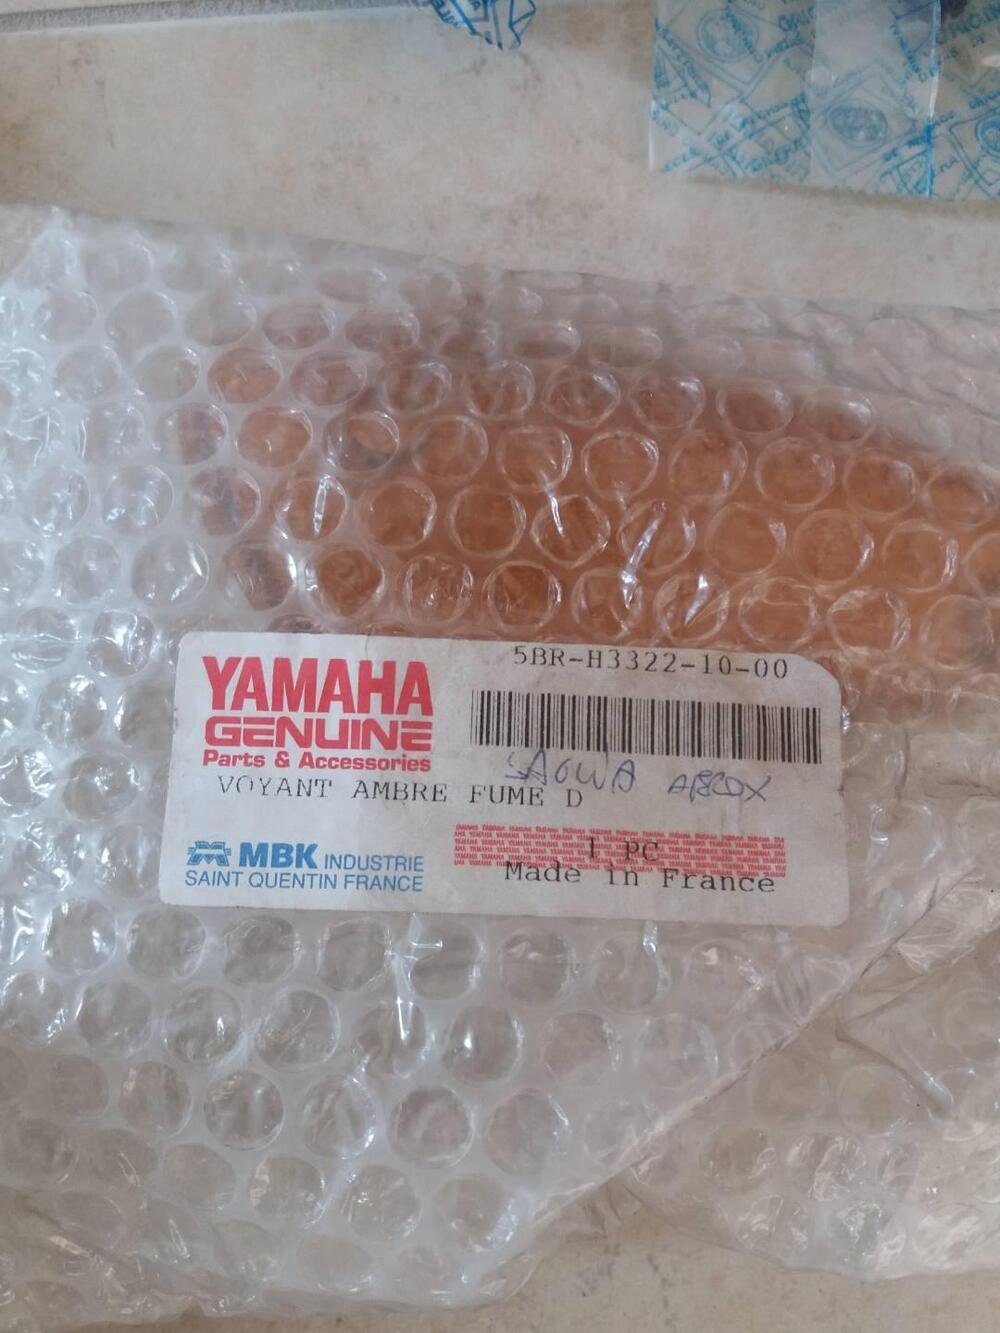 5BR-H3322-10-00
YAMAHA
GENUINE
Parts & Accessories
VOYANT AMBRE FUME D
1 PC
Made in France
MBK INDUSTRIE
SAINT QUENTIN FRANCE